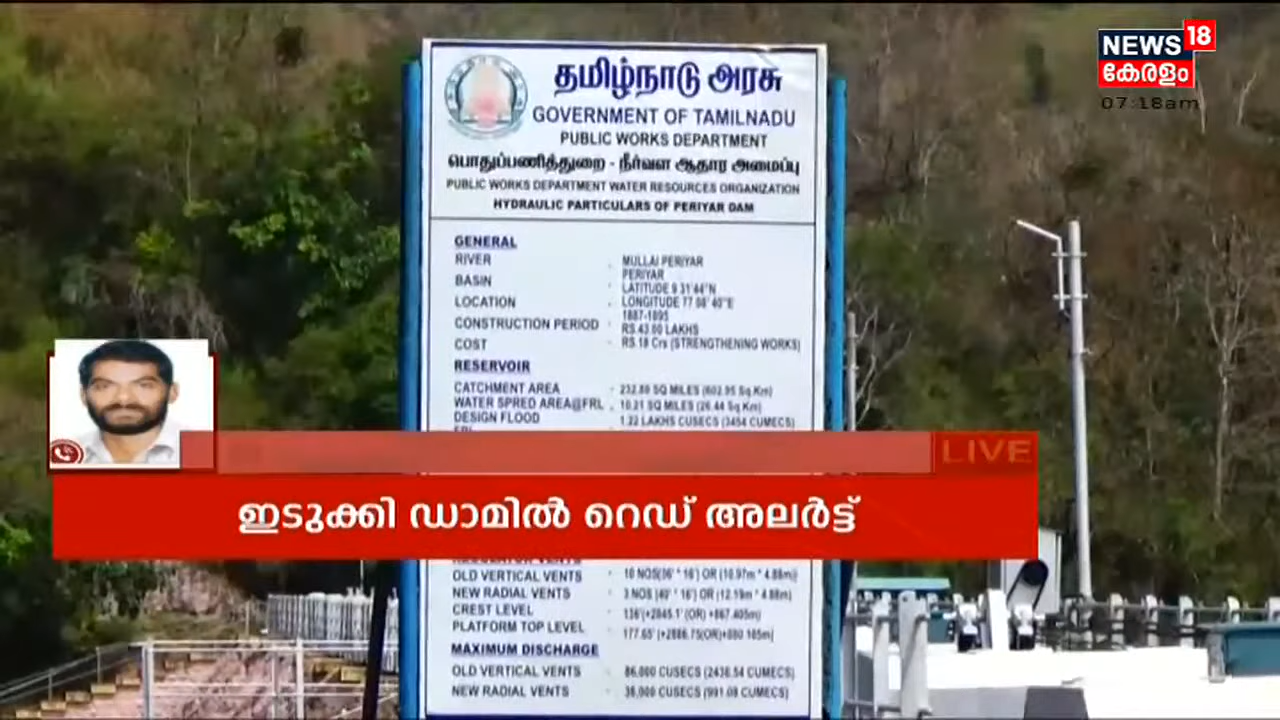 NEWS 18
കേരളം
07:18am
தமிழ்நாடு அரசு
GOVERNMENT OF TAMILNADU
PUBLIC WORKS DEPARTMENT
பொதுப்பணித்துறை - நீர்வள ஆதார அமைப்பு
PUBLIC WORKS DEPARTMENT WATER RESOURCES ORGANIZATION
HYDRAULIC PARTICULARS OF PERIYAR DAM
GENERAL
RIVER : MULLAI PERIYAR
BASIN : PERIYAR
LOCATION : LATITUDE 9 31'44"N
LONGITUDE 77 08' 40"E
CONSTRUCTION PERIOD : 1887-1895
COST : RS.43.00 LAKHS
RS.18 Crs (STRENGTHENING WORKS)
RESERVOIR
CATCHMENT AREA : 232.80 SQ MILES (602.95 Sq Km)
WATER SPRED AREA@FRL : 10.21 SQ MILES (26.44 Sq Km)
DESIGN FLOOD : 1.22 LAKHS CUSECS (3454 CUMECS)
LIVE
ഇടുക്കി ഡാമിൽ റെഡ് അലർട്ട്
OLD VERTICAL VENTS : 10 NOS(36' * 16') OR (10.97m * 4.88m)
NEW RADIAL VENTS : 3 NOS (40' * 16') OR (12.19m * 4.88m)
CREST LEVEL : 136'(+2845.1' (OR) +867.405m)
PLATFORM TOP LEVEL : 177.65'
MAXIMUM DISCHARGE
OLD VERTICAL VENTS : 86,000 CUSECS (2436.54 CUMECS)
NEW RADIAL VENTS : 35,000 CUSECS (991.08 CUMECS)